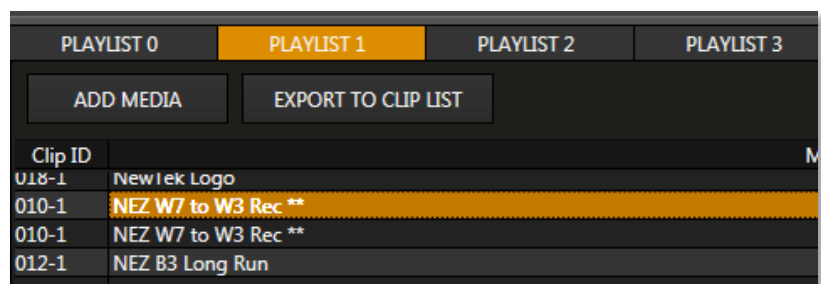 PLAYLIST 0 PLAYLIST 1 PLAYLIST 2 PLAYLIST 3
ADD MEDIA EXPORT TO CLIP LIST
Clip ID M
018-1 NewTek Logo
010-1 NEZ W7 to W3 Rec **
010-1 NEZ W7 to W3 Rec **
012-1 NEZ B3 Long Run